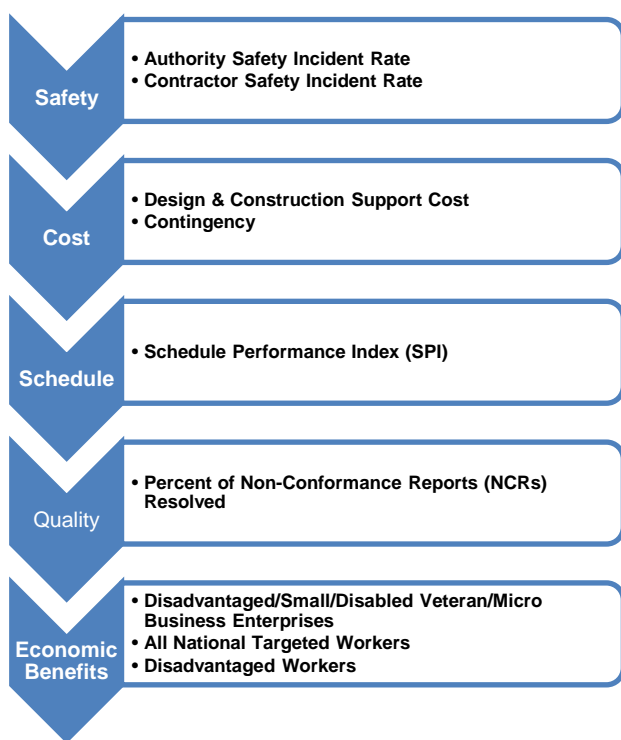 Safety
• Authority Safety Incident Rate
• Contractor Safety Incident Rate
Cost
• Design & Construction Support Cost
• Contingency
Schedule
• Schedule Performance Index (SPI)
Quality
• Percent of Non-Conformance Reports (NCRs)
Resolved
Economic
Benefits
• Disadvantaged/Small/Disabled Veteran/Micro
Business Enterprises
• All National Targeted Workers
• Disadvantaged Workers